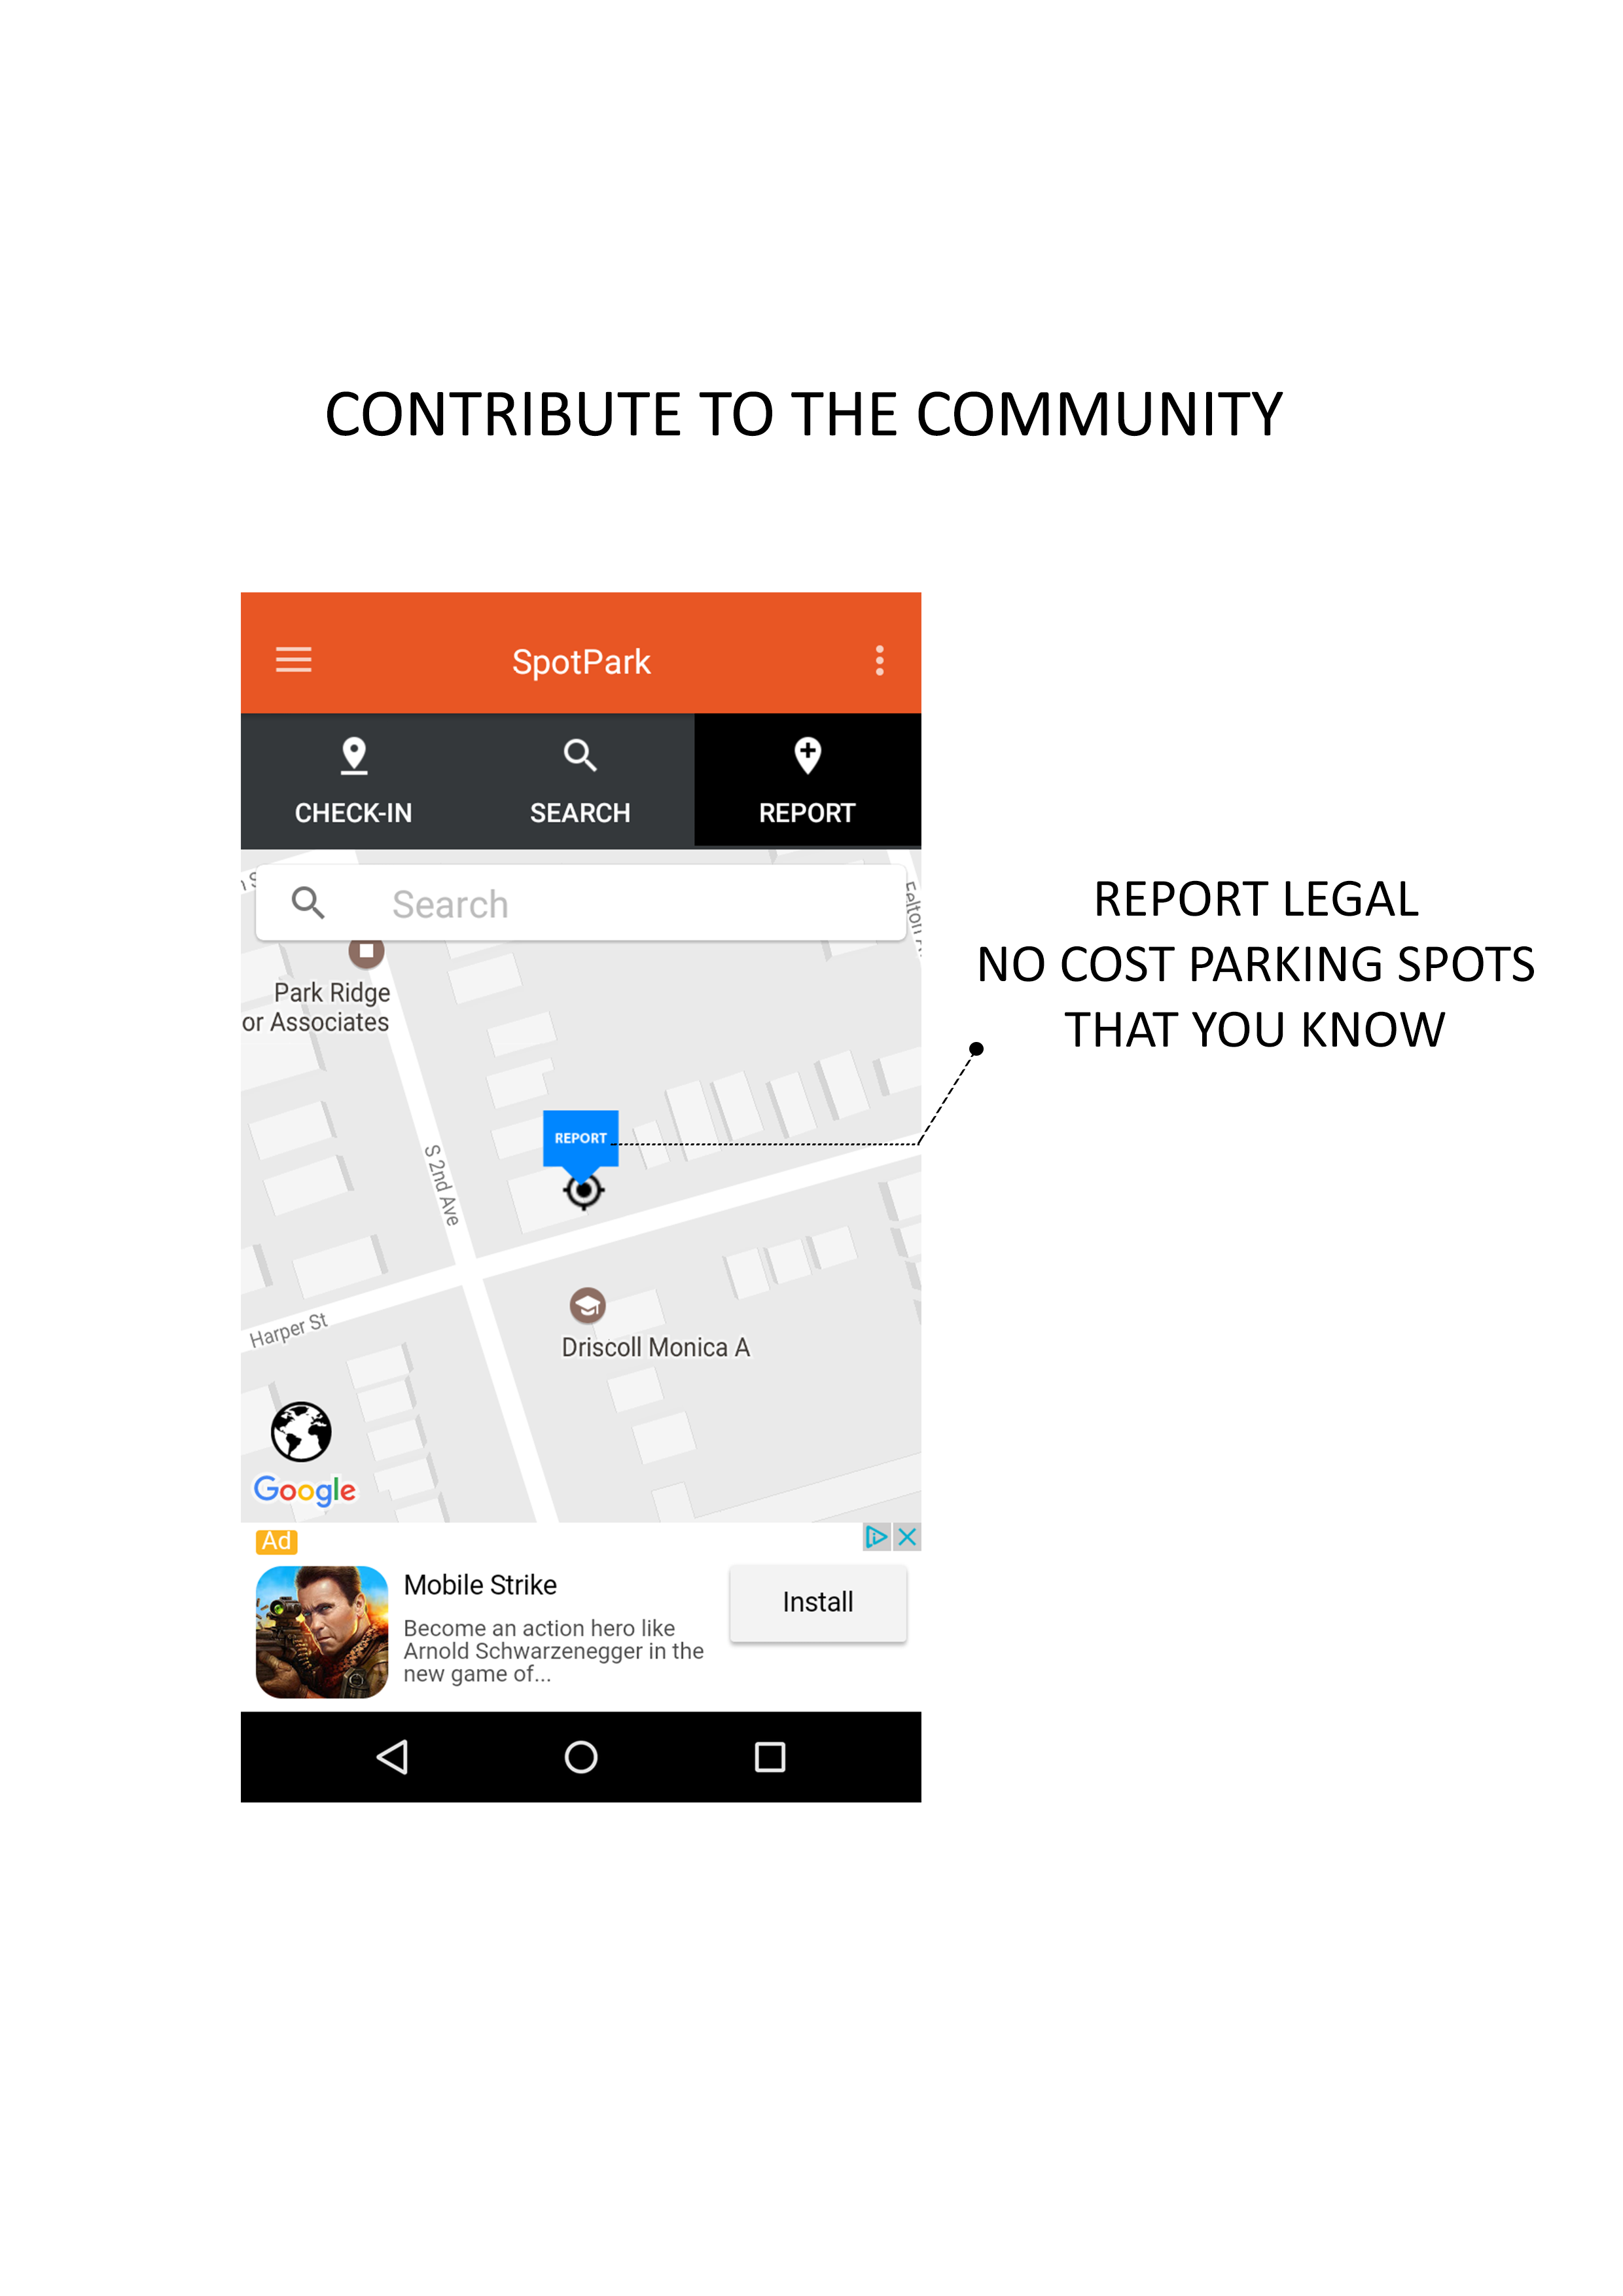 CONTRIBUTE TO THE COMMUNITY
SpotPark
CHECK-IN
SEARCH
REPORT
Search
Felton
Park Ridge
or Associates
REPORT LEGAL
NO COST PARKING SPOTS
THAT YOU KNOW
REPORT
S 2nd Ave
Harper St
Driscoll Monica A
Google
Ad
Mobile Strike
Install
Become an action hero like
Arnold Schwarzenegger in the
new game of...